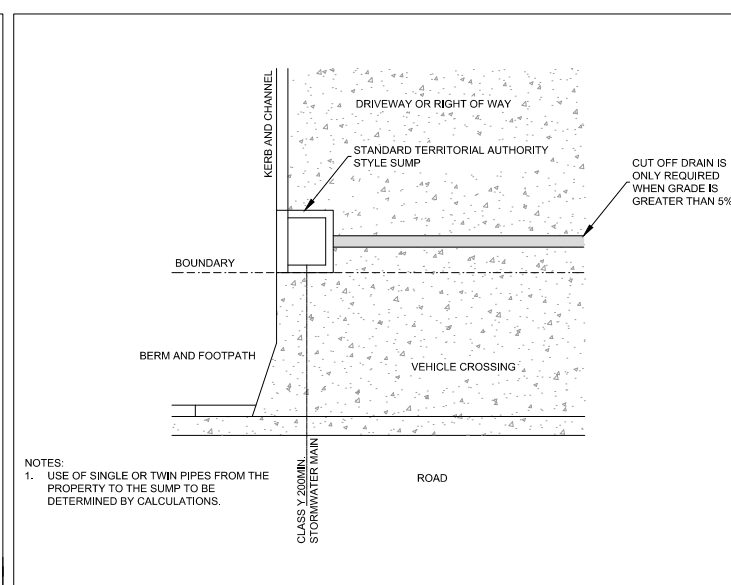 DRIVEWAY OR RIGHT OF WAY
KERB AND CHANNEL
STANDARD TERRITORIAL AUTHORITY
STYLE SUMP
CUT OFF DRAIN IS
ONLY REQUIRED
WHEN GRADE IS
GREATER THAN 5%
BOUNDARY
BERM AND FOOTPATH
VEHICLE CROSSING
NOTES:
1. USE OF SINGLE OR TWIN PIPES FROM THE
PROPERTY TO THE SUMP TO BE
DETERMINED BY CALCULATIONS.
CLASS Y 200MIN.
STORMWATER MAIN
ROAD